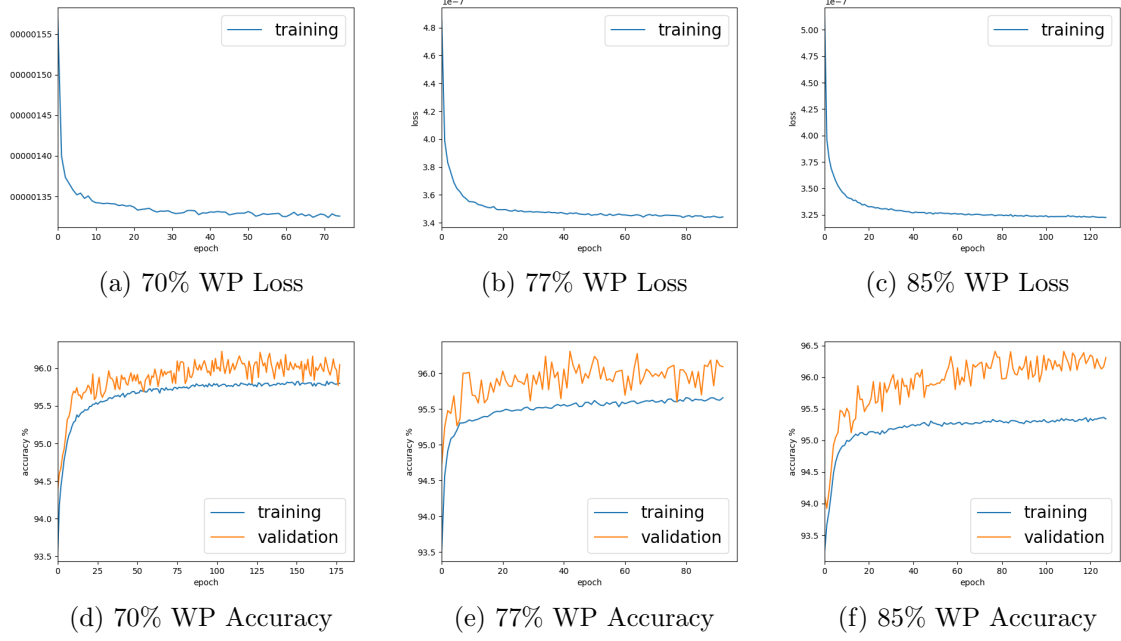 training
00000155
00000150
00000145
00000140
00000135
0 10 20 30 40 50 60 70
epoch
1e-7
training
4.8
4.6
4.4
4.2
4.0
3.8
3.6
3.4
loss
0 20 40 60 80
epoch
1e-7
training
5.00
4.75
4.50
4.25
4.00
3.75
3.50
3.25
loss
0 20 40 60 80 100 120
epoch
(a) 70% WP Loss
(b) 77% WP Loss
(c) 85% WP Loss
96.0
95.5
95.0
94.5
94.0
93.5
accuracy %
training
validation
0 25 50 75 100 125 150 175
epoch
96.0
95.5
95.0
94.5
94.0
93.5
accuracy %
training
validation
0 20 40 60 80
epoch
96.5
96.0
95.5
95.0
94.5
94.0
93.5
accuracy %
training
validation
0 20 40 60 80 100 120
epoch
(d) 70% WP Accuracy
(e) 77% WP Accuracy
(f) 85% WP Accuracy